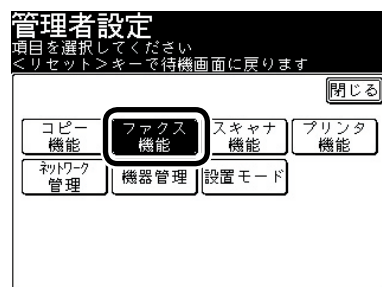 管理者設定
項目を選択してください
<リセット>キーで待機画面に戻ります
閉じる
コピー
機能
ファクス
機能
スキャナ
機能
プリンタ
機能
ネットワーク
管理
機器管理
設置モード